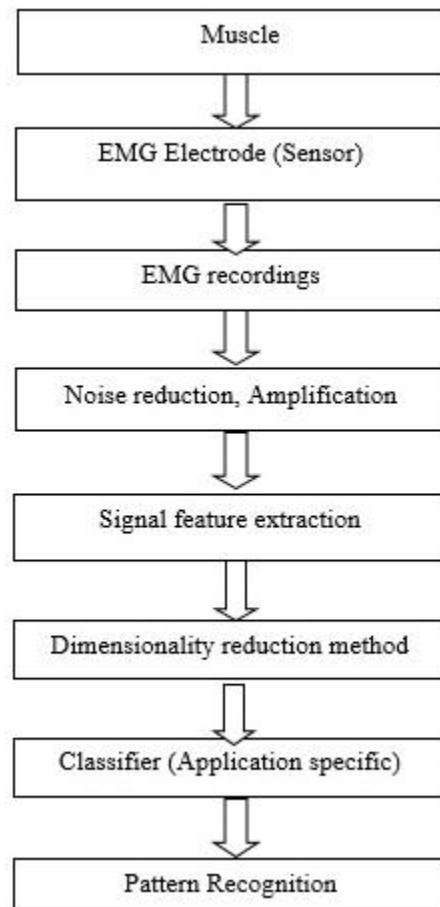 Muscle
EMG Electrode (Sensor)
EMG recordings
Noise reduction, Amplification
Signal feature extraction
Dimensionality reduction method
Classifier (Application specific)
Pattern Recognition